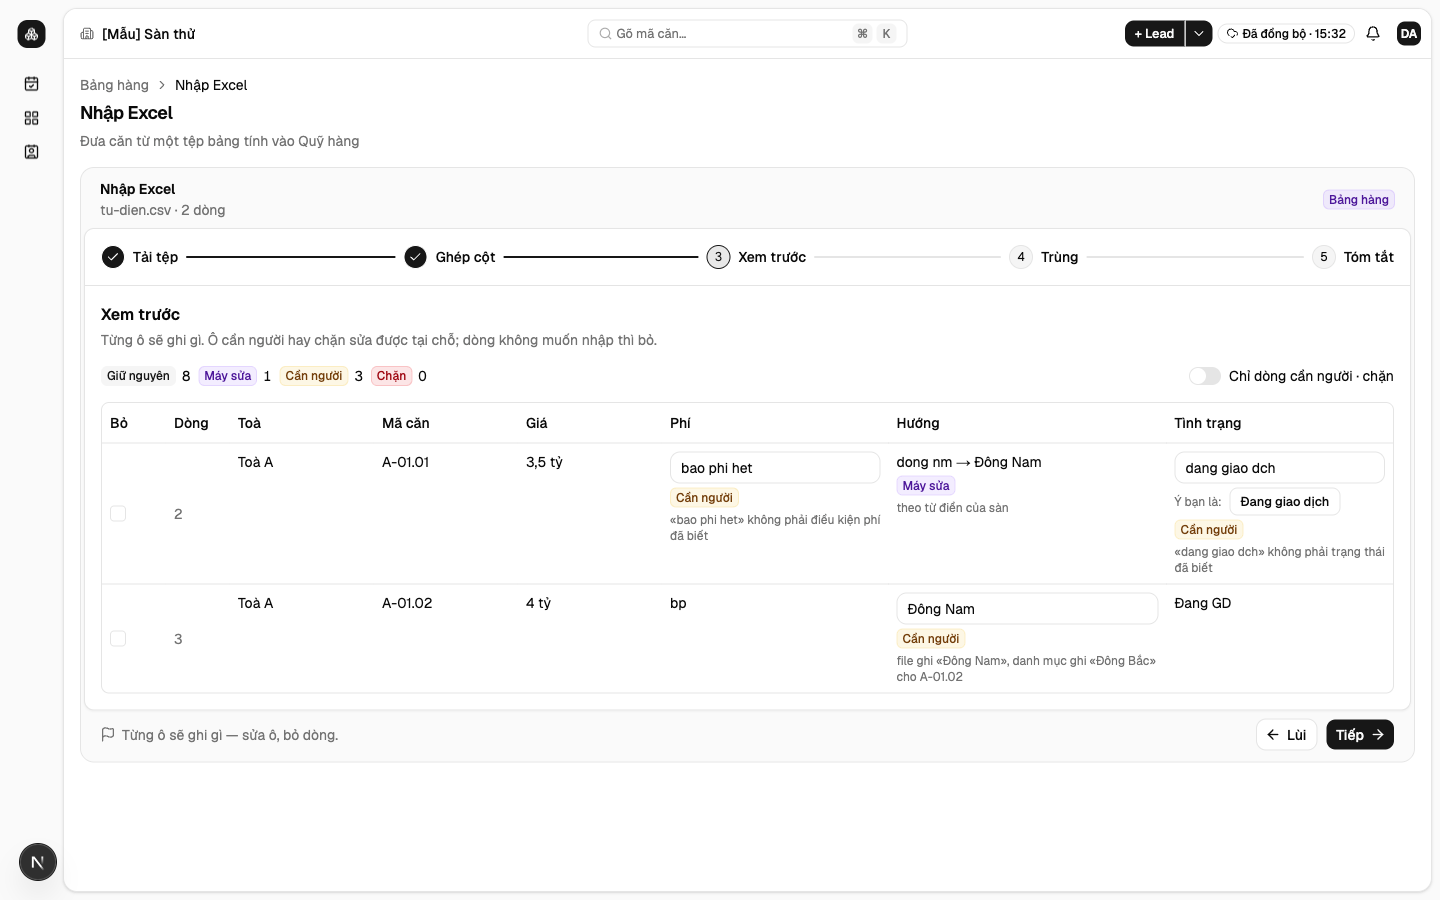 [Mẫu] Sàn thử
Gõ mã căn...
⌘ K
+ Lead
Đã đồng bộ · 15:32
DA
Bảng hàng > Nhập Excel
Nhập Excel
Đưa căn từ một tệp bảng tính vào Quỹ hàng
Nhập Excel
tu-dien.csv · 2 dòng
Bảng hàng
Tải tệp
Ghép cột
3 Xem trước
4 Trùng
5 Tóm tắt
Xem trước
Từng ô sẽ ghi gì. Ô cần người hay chặn sửa được tại chỗ; dòng không muốn nhập thì bỏ.
Giữ nguyên 8 Máy sửa 1 Cần người 3 Chặn 0
Chỉ dòng cần người · chặn
Bỏ Dòng Toà Mã căn Giá Phí Hướng Tình trạng
2
Toà A
A-01.01
3,5 tỷ
bao phi het
Cần người
«bao phi het» không phải điều kiện phí
đã biết
dong nm → Đông Nam
Máy sửa
theo từ điển của sàn
dang giao dch
Ý bạn là: Đang giao dịch
Cần người
«dang giao dch» không phải trạng thái
đã biết
3
Toà A
A-01.02
4 tỷ
bp
Đông Nam
Cần người
file ghi «Đông Nam», danh mục ghi «Đông Bắc»
cho A-01.02
Đang GD
Từng ô sẽ ghi gì — sửa ô, bỏ dòng.
← Lùi
Tiếp →
N